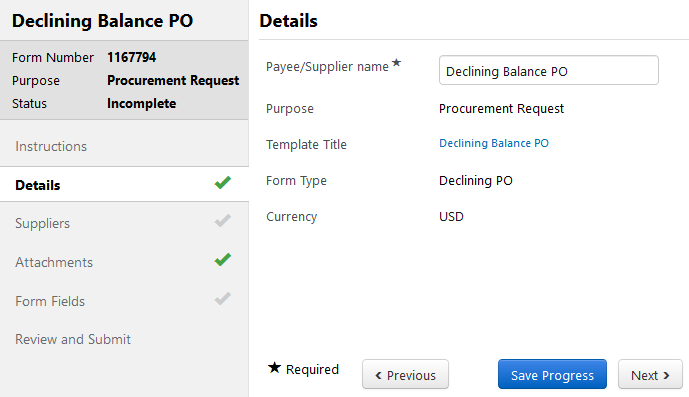 Declining Balance PO
Form Number 1167794
Purpose Procurement Request
Status Incomplete
Instructions
Details
Suppliers
Attachments
Form Fields
Review and Submit
Details
Payee/Supplier name ★ Declining Balance PO
Purpose Procurement Request
Template Title Declining Balance PO
Form Type Declining PO
Currency USD
★ Required ‹ Previous Save Progress Next ›